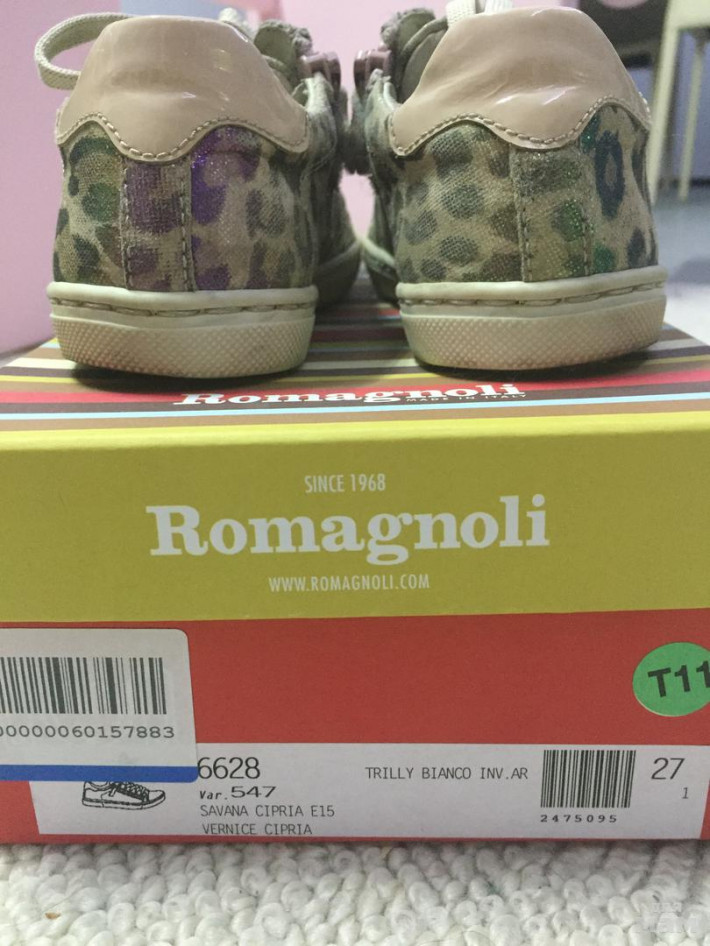 Romagnoli
MADE IN ITALY
SINCE 1968
Romagnoli
WWW.ROMAGNOLI.COM
00000060157883
T11
6628
Var.547
SAVANA CIPRIA E15
VERNICE CIPRIA
TRILLY BIANCO INV.AR
2475095
27
1